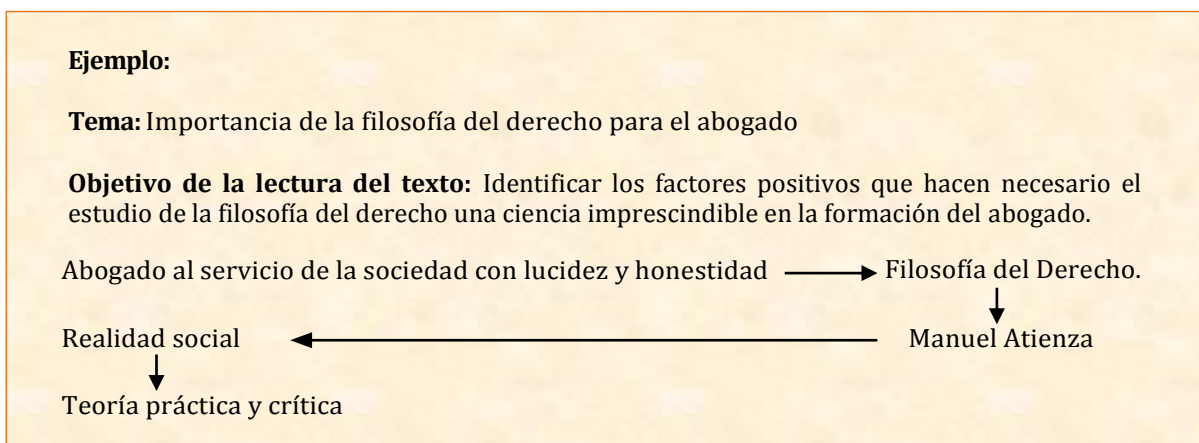 Ejemplo:
Tema: Importancia de la filosofía del derecho para el abogado
Objetivo de la lectura del texto: Identificar los factores positivos que hacen necesario el
estudio de la filosofía del derecho una ciencia imprescindible en la formación del abogado.
Abogado al servicio de la sociedad con lucidez y honestidad Filosofía del Derecho.
Realidad social Manuel Atienza
Teoría práctica y crítica